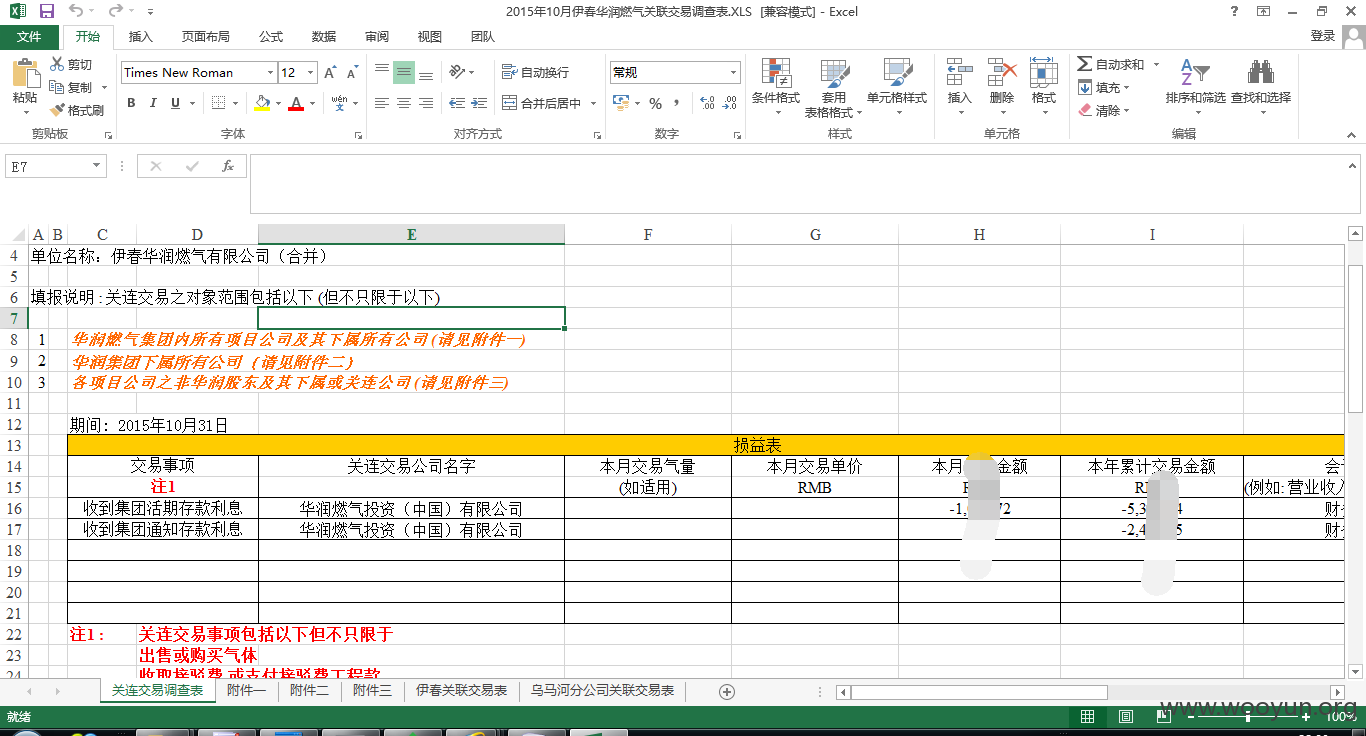 2015年10月伊春华润燃气关联交易调查表.XLS [兼容模式] - Excel
文件 开始 插入 页面布局 公式 数据 审阅 视图 团队 登录
粘贴 剪切 复制 格式刷 剪贴板
Times New Roman 12 B I U wén 字体
自动换行 合并后居中 对齐方式
常规 % 数字
条件格式 套用表格格式 单元格样式 样式
插入 删除 格式 单元格
自动求和 填充 清除 排序和筛选 查找和选择 编辑
E7 fx
A B C D E F G H I
4 单位名称：伊春华润燃气有限公司（合并）
5
6 填报说明:关连交易之对象范围包括以下 (但不只限于以下)
7
8 1 华润燃气集团内所有项目公司及其下属所有公司(请见附件一)
9 2 华润集团下属所有公司 {请见附件二}
10 3 各项目公司之非华润股东及其下属或关连公司(请见附件三)
11
12 期间：2015年10月31日
13 损益表
14 交易事项 关连交易公司名字 本月交易气量 本月交易单价 本月 金额 本年累计交易金额
15 注1 (如适用) RMB (例如: 营业收入
16 收到集团活期存款利息 华润燃气投资（中国）有限公司
17 收到集团通知存款利息 华润燃气投资（中国）有限公司
18
19
20
21
22 注1： 关连交易事项包括以下但不只限于
23 出售或购买气体
24 收取接驳费 或支付接驳费工程款
关连交易调查表 附件一 附件二 附件三 伊春关联交易表 乌马河分公司关联交易表
就绪 100%
www.wooyun.org